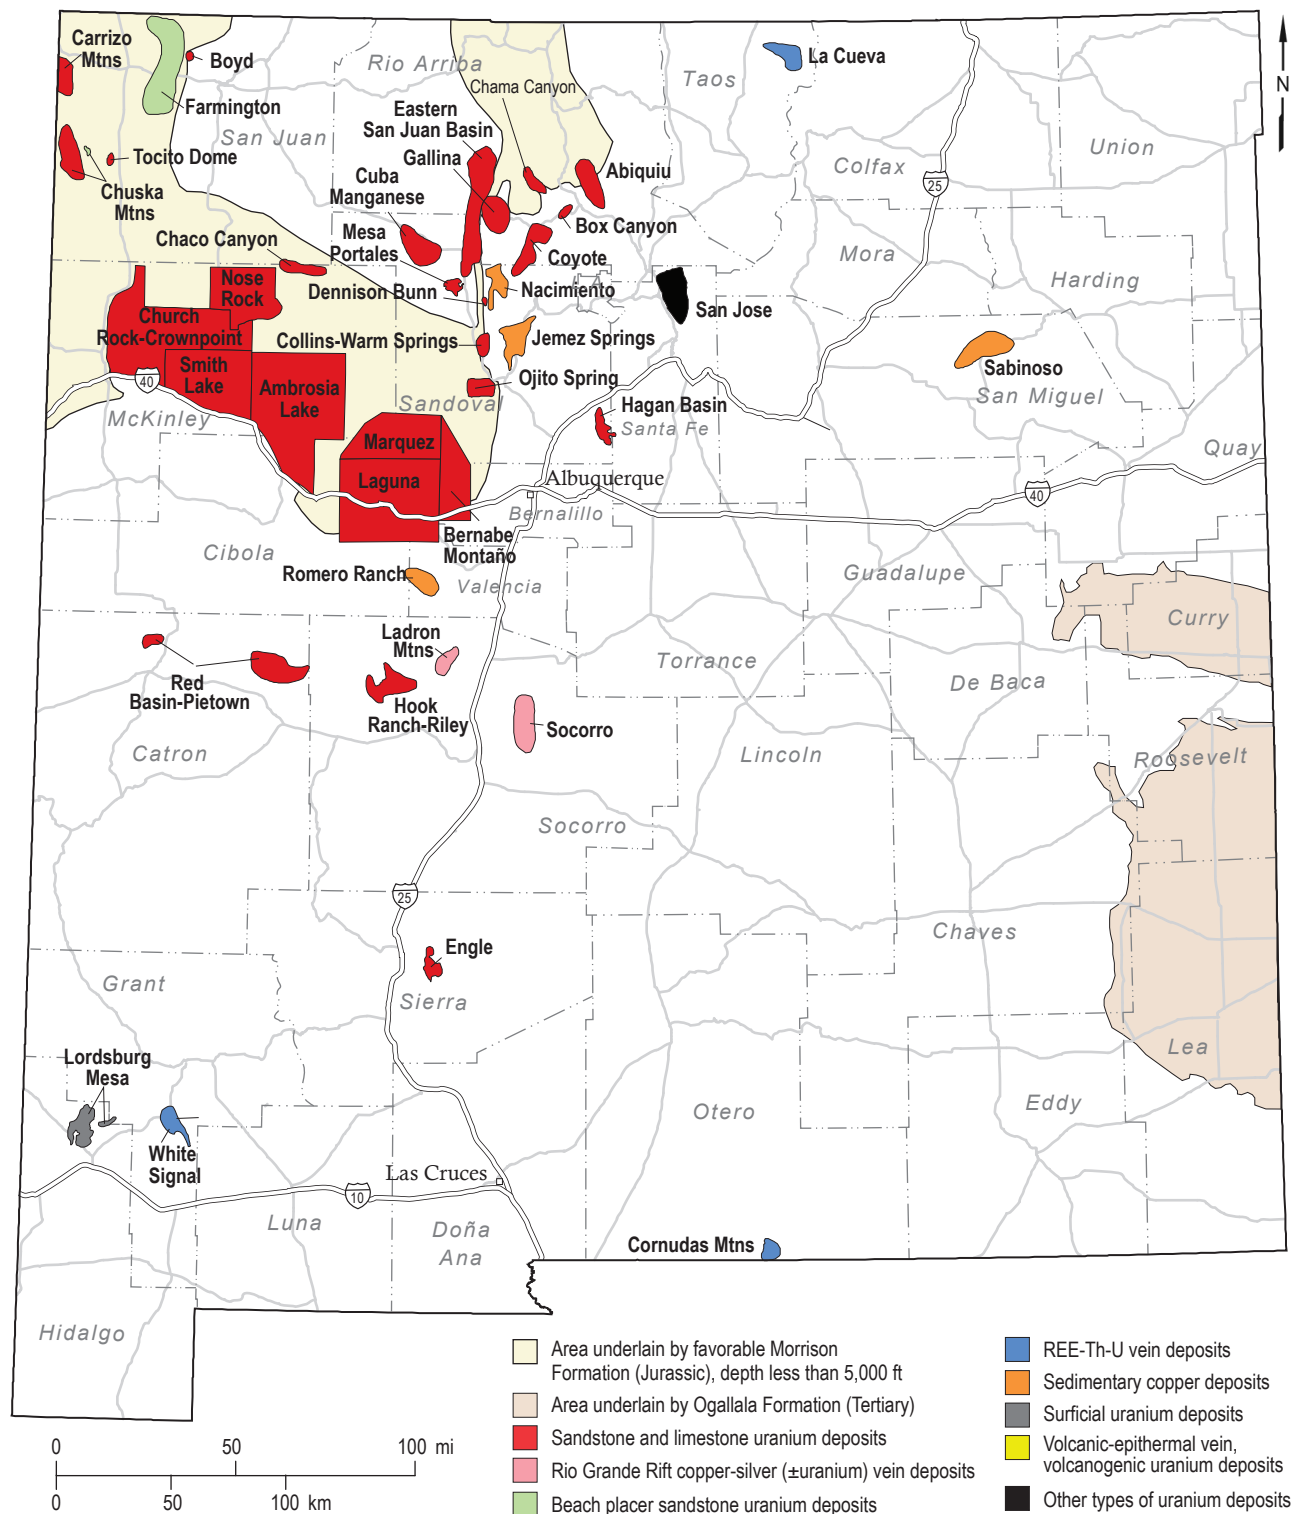 Carrizo
Mtns
Boyd
Farmington
Rio Arriba
Chama Canyon
Taos
La Cueva
N
San Juan
Eastern
San Juan Basin
Gallina
Tocito Dome
Chuska
Mtns
Cuba
Manganese
Abiquiu
Colfax
Union
25
Box Canyon
Mesa
Portales
Coyote
Chaco Canyon
Mora
Harding
Nose
Rock
Dennison Bunn
Nacimiento
San Jose
Church
Rock-Crownpoint
Collins-Warm Springs
Jemez Springs
Sabinoso
Smith
Lake
40
Ambrosia
Lake
Ojito Spring
San Miguel
McKinley
Sandoval
Hagan Basin
Santa Fe
Marquez
Quay
Laguna
Albuquerque
40
Bernalillo
Bernabe
Montaño
Cibola
Romero Ranch
Valencia
Guadalupe
Curry
Ladron
Mtns
Torrance
De Baca
Red
Basin-Pietown
Hook
Ranch-Riley
Socorro
Catron
Lincoln
Roosevelt
Socorro
25
Chaves
Engle
Grant
Sierra
Lea
Lordsburg
Mesa
Otero
Eddy
White
Signal
Las Cruces
10
Luna
Doña
Ana
Cornudas Mtns
Hidalgo
Area underlain by favorable Morrison
Formation (Jurassic), depth less than 5,000 ft
Area underlain by Ogallala Formation (Tertiary)
Sandstone and limestone uranium deposits
Rio Grande Rift copper-silver (±uranium) vein deposits
Beach placer sandstone uranium deposits
REE-Th-U vein deposits
Sedimentary copper deposits
Surficial uranium deposits
Volcanic-epithermal vein,
volcanogenic uranium deposits
Other types of uranium deposits
0 50 100 mi
0 50 100 km